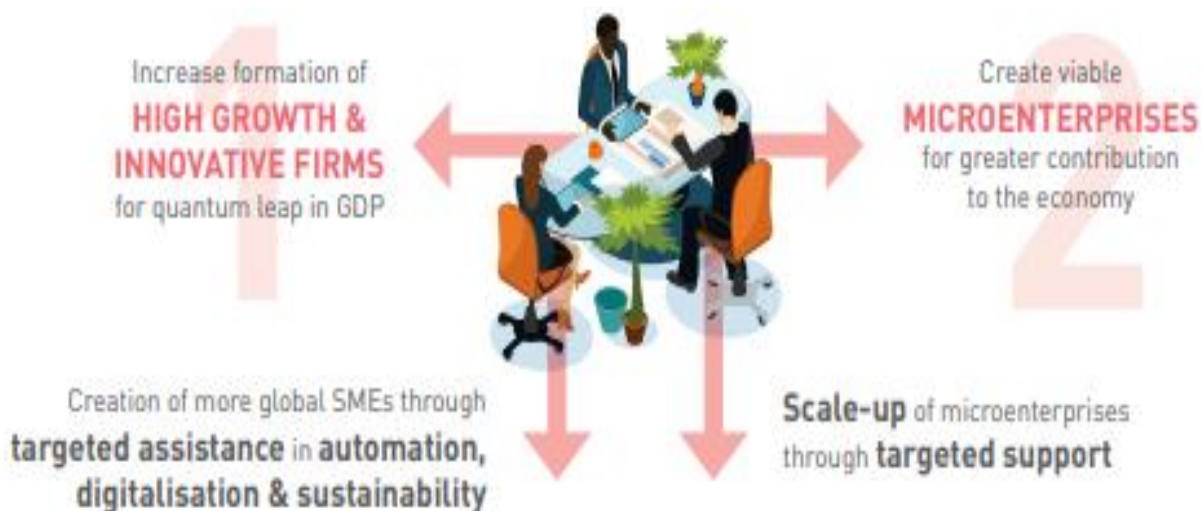 1
Increase formation of
HIGH GROWTH &
INNOVATIVE FIRMS
for quantum leap in GDP
2
Create viable
MICROENTERPRISES
for greater contribution
to the economy
Creation of more global SMEs through
targeted assistance in automation,
digitalisation & sustainability
Scale-up of microenterprises
through targeted support